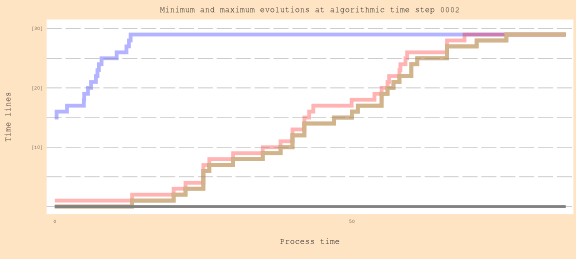 Minimum and maximum evolutions at algorithmic time step 0002
[30]
[20]
[10]
Time lines
0
50
Process time